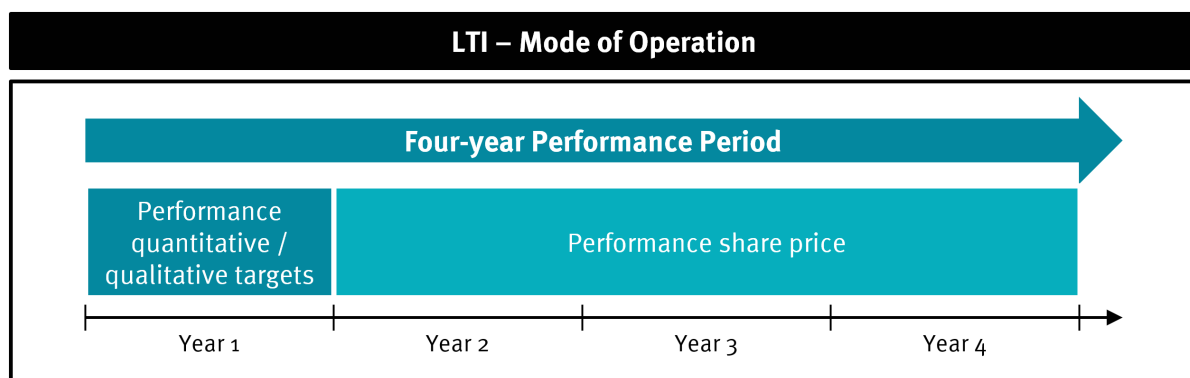 LTI – Mode of Operation
Four-year Performance Period
Performance
quantitative /
qualitative targets
Performance share price
Year 1
Year 2
Year 3
Year 4